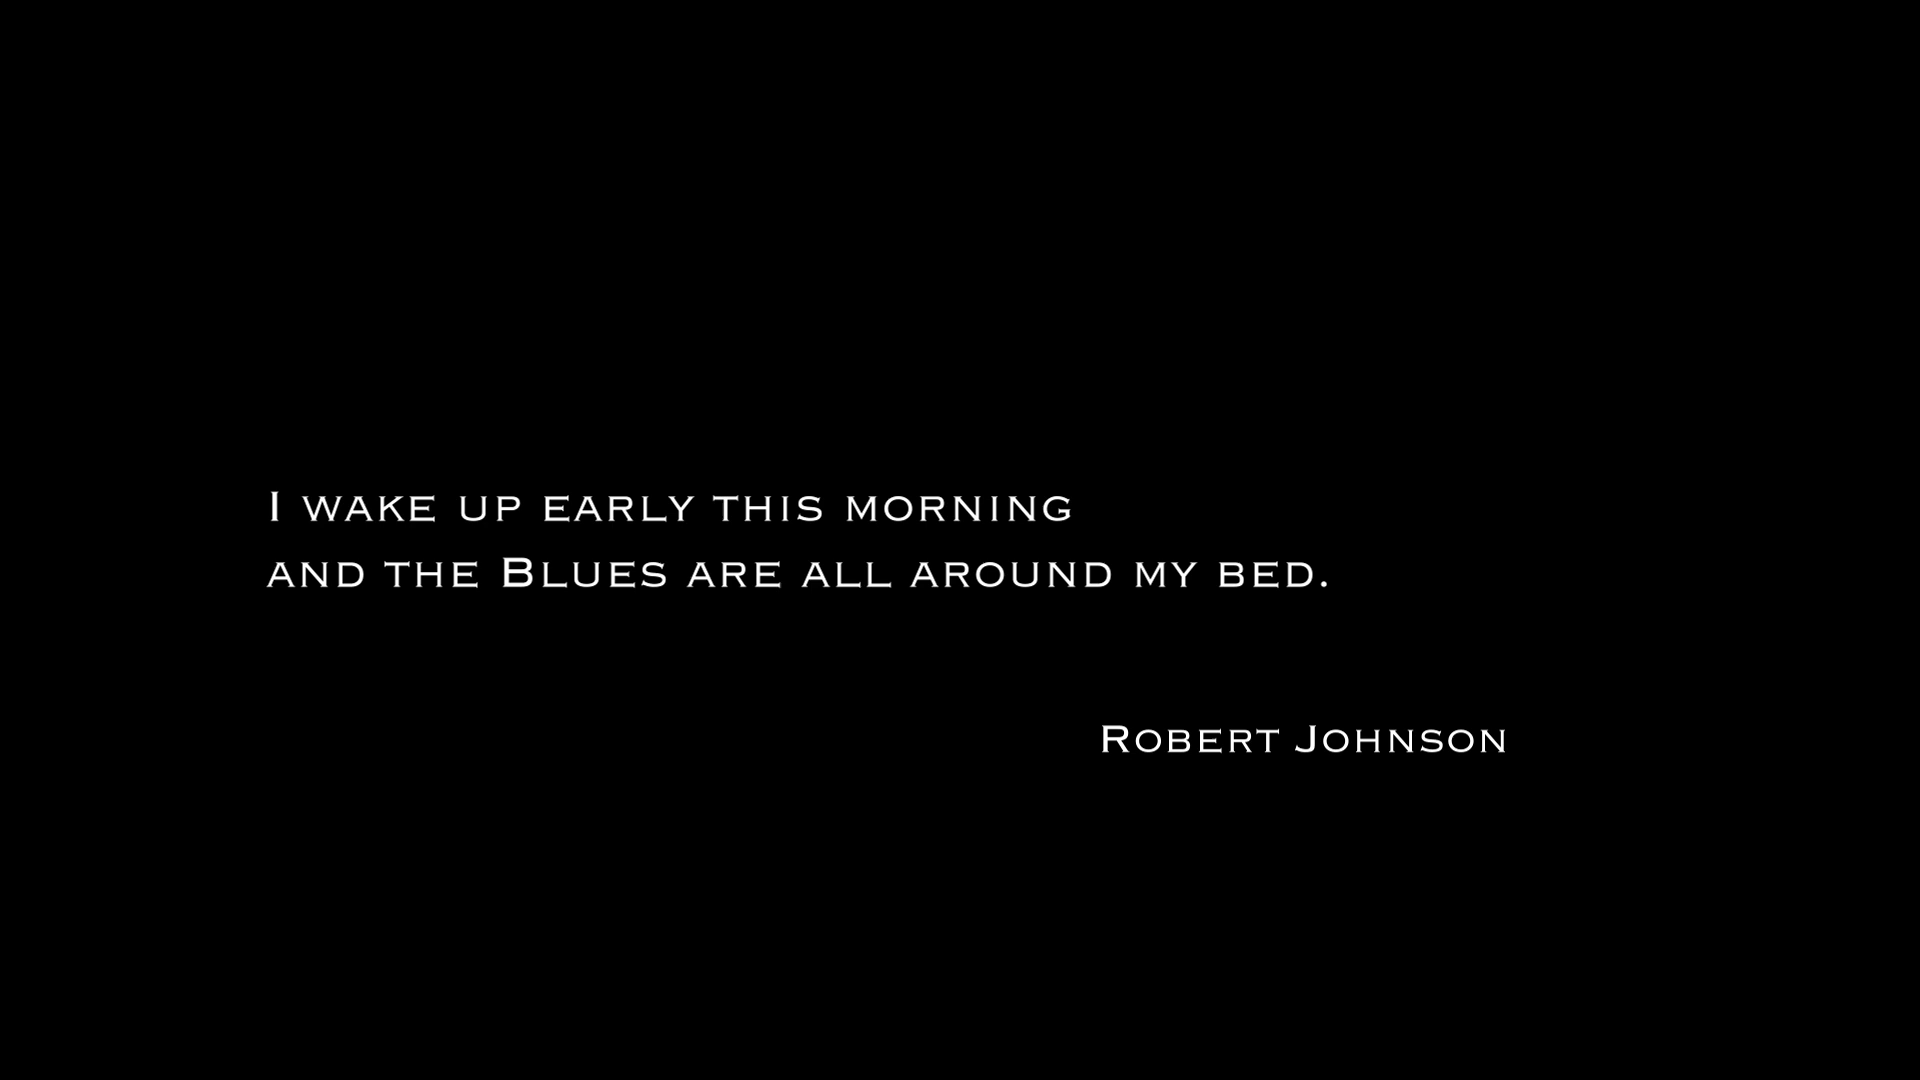 I WAKE UP EARLY THIS MORNING
AND THE BLUES ARE ALL AROUND MY BED.
ROBERT JOHNSON